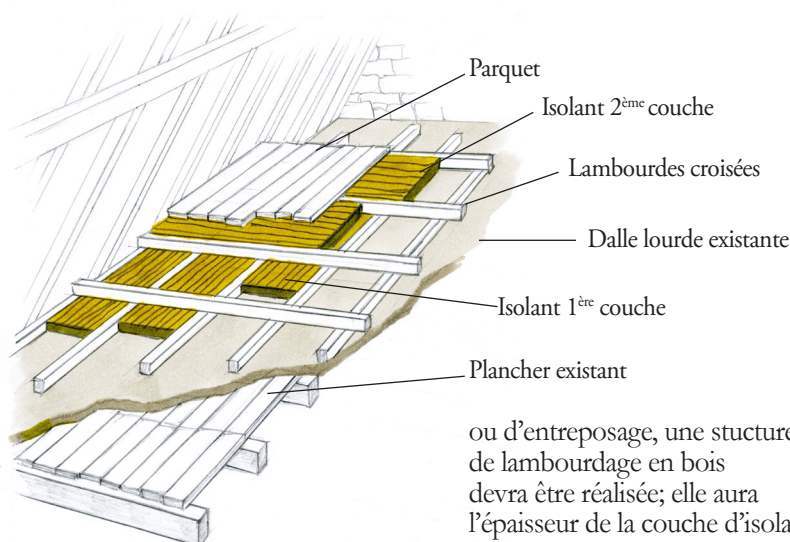 Parquet
Isolant 2ème couche
Lambourdes croisées
Dalle lourde existante
Isolant 1ère couche
Plancher existant
ou d’entreposage, une stucture
de lambourdage en bois
devra être réalisée; elle aura
l’épaisseur de la couche d’isola